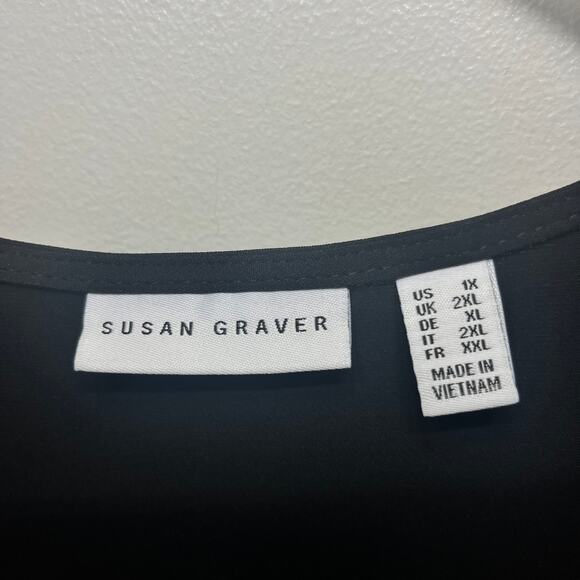 SUSAN GRAVER
US 1X
UK 2XL
DE XL
IT 2XL
FR XXL
MADE IN
VIETNAM